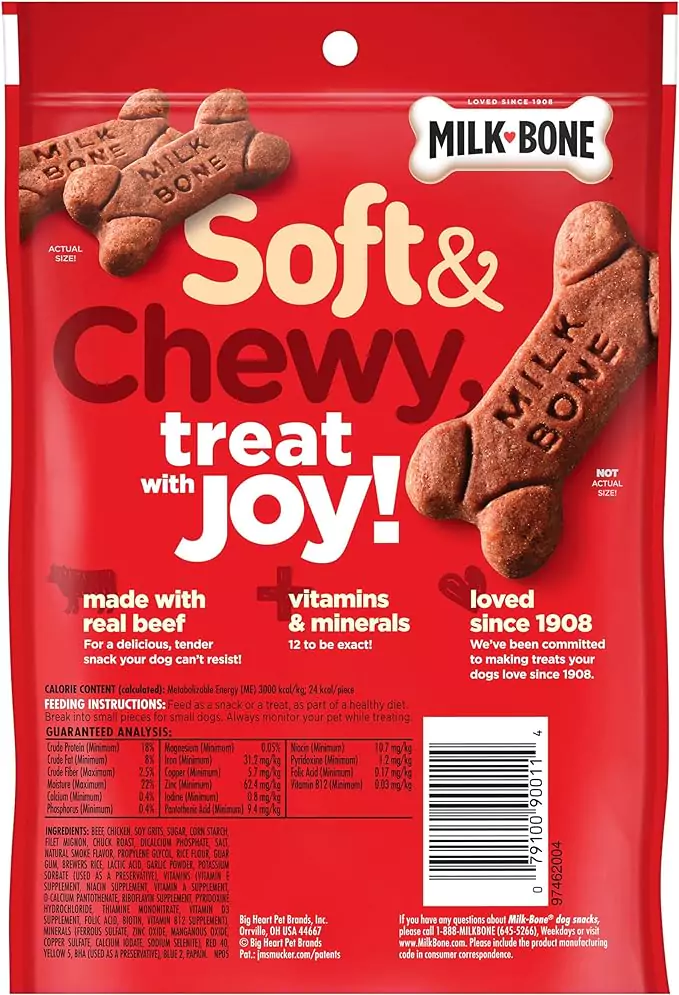 LOVED SINCE 1908
MILK BONE
MILK
BONE
MILK
BONE
ACTUAL
SIZE!
Soft &
Chewy,
treat
with joy!
MILK
BONE
NOT
ACTUAL
SIZE!
made with
real beef
For a delicious, tender
snack your dog can't resist!
vitamins
& minerals
12 to be exact!
loved
since 1908
We've been committed
to making treats your
dogs love since 1908.
CALORIE CONTENT (calculated): Metabolizable Energy (ME) 3000 kcal/kg; 24 kcal/piece
FEEDING INSTRUCTIONS: Feed as a snack or a treat, as part of a healthy diet.
Break into small pieces for small dogs. Always monitor your pet while treating.
GUARANTEED ANALYSIS:
Crude Protein (Minimum) 18%
Crude Fat (Minimum) 8%
Crude Fiber (Maximum) 2.5%
Moisture (Maximum) 22%
Calcium (Minimum) 0.4%
Phosphorus (Minimum) 0.4%
Magnesium (Minimum) 0.05%
Iron (Minimum) 31.2 mg/kg
Copper (Minimum) 5.7 mg/kg
Zinc (Minimum) 62.4 mg/kg
Iodine (Minimum) 0.8 mg/kg
Pantothenic Acid (Minimum) 9.4 mg/kg
Niacin (Minimum) 10.7 mg/kg
Pyridoxine (Minimum) 1.2 mg/kg
Folic Acid (Minimum) 0.17 mg/kg
Vitamin B12 (Minimum) 0.03 mg/kg
INGREDIENTS: BEEF, CHICKEN, SOY GRITS, SUGAR, CORN STARCH,
FILET MIGNON, CHUCK ROAST, DICALCIUM PHOSPHATE, SALT,
NATURAL SMOKE FLAVOR, PROPYLENE GLYCOL, RICE FLOUR, GUAR
GUM, BREWERS RICE, LACTIC ACID, GARLIC POWDER, POTASSIUM
SORBATE (USED AS A PRESERVATIVE), VITAMINS (VITAMIN E
SUPPLEMENT, NIACIN SUPPLEMENT, VITAMIN A SUPPLEMENT,
D-CALCIUM PANTOTHENATE, RIBOFLAVIN SUPPLEMENT, PYRIDOXINE
HYDROCHLORIDE, THIAMINE MONONITRATE, VITAMIN D3
SUPPLEMENT, FOLIC ACID, BIOTIN, VITAMIN B12 SUPPLEMENT),
MINERALS (FERROUS SULFATE, ZINC OXIDE, MANGANOUS OXIDE,
COPPER SULFATE, CALCIUM IODATE, SODIUM SELENITE), RED 40,
YELLOW 5, BHA (USED AS A PRESERVATIVE), BLUE 2, PAPAIN. NP05
Big Heart Pet Brands, Inc.
Orrville, OH USA 44667
© Big Heart Pet Brands
Pat.: jmsmucker.com/patents
0 79100 90011 4
97462004
If you have any questions about Milk-Bone® dog snacks,
please call 1-888-MILKBONE (645-5266), Weekdays or visit
www.MilkBone.com. Please include the product manufacturing
code in consumer correspondence.